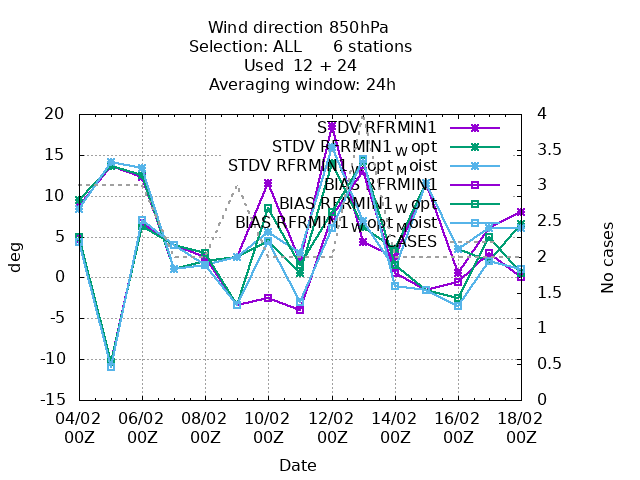 Wind direction 850hPa
Selection: ALL 6 stations
Used 12 + 24
Averaging window: 24h
STDV RFRMIN1
STDV RFRMIN1_W opt
STDV RFRMIN1_W opt_M oist
BIAS RFRMIN1
BIAS RFRMIN1_W opt
BIAS RFRMIN1_W opt_M oist
CASES
20
15
10
5
0
-5
-10
-15
deg
4
3.5
3
2.5
2
1.5
1
0.5
0
No cases
04/02 06/02 08/02 10/02 12/02 14/02 16/02 18/02
00Z 00Z 00Z 00Z 00Z 00Z 00Z 00Z
Date